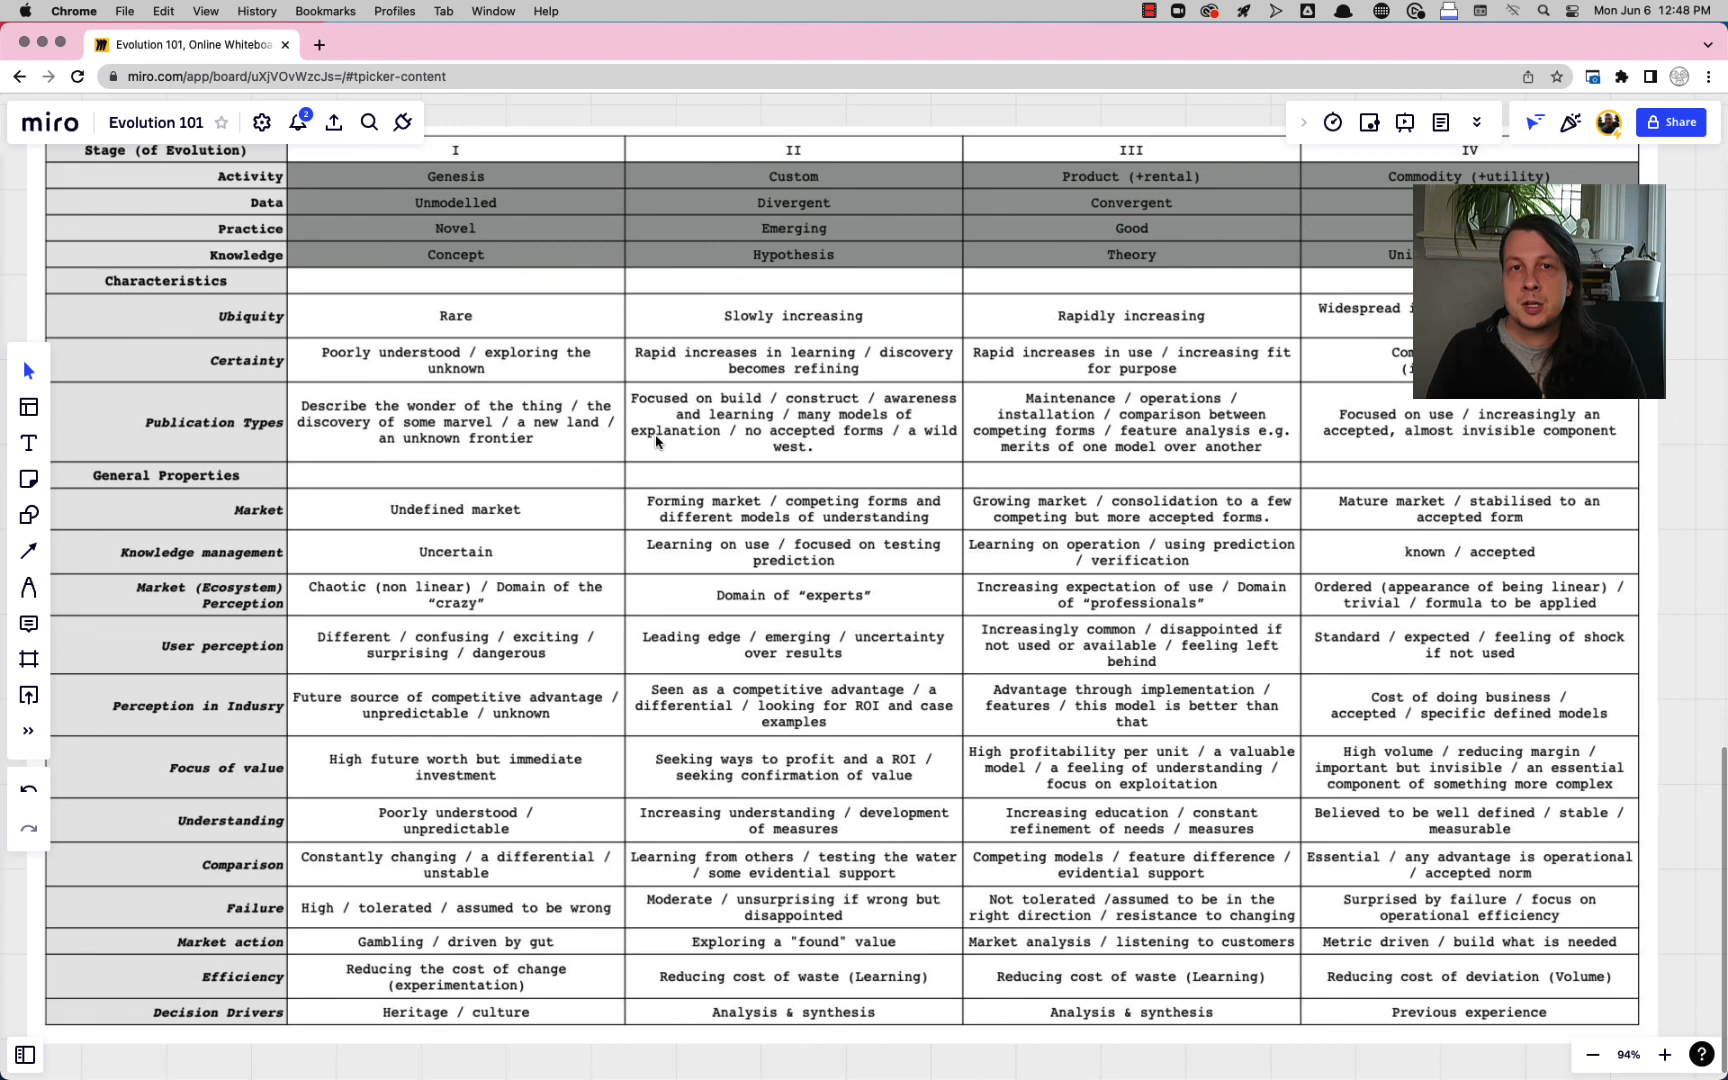 Chrome File Edit View History Bookmarks Profiles Tab Window Help Mon Jun 6 12:48 PM
Evolution 101, Online Whiteboa
miro.com/app/board/uXjVOvWzcJs=/#tpicker-content
miro Evolution 101 2 Share
Stage (of Evolution) I II III IV
Activity Genesis Custom Product (+rental) Commodity (+utility)
Data Unmodelled Divergent Convergent
Practice Novel Emerging Good
Knowledge Concept Hypothesis Theory
Characteristics
Ubiquity Rare Slowly increasing Rapidly increasing Widespread
Certainty Poorly understood / exploring the
unknown
Rapid increases in learning / discovery
becomes refining
Rapid increases in use / increasing fit
for purpose
Publication Types Describe the wonder of the thing / the
discovery of some marvel / a new land /
an unknown frontier
Focused on build / construct / awareness
and learning / many models of
explanation / no accepted forms / a wild
west.
Maintenance / operations /
installation / comparison between
competing forms / feature analysis e.g.
merits of one model over another
Focused on use / increasingly an
accepted, almost invisible component
General Properties
Market Undefined market
Forming market / competing forms and
different models of understanding
Growing market / consolidation to a few
competing but more accepted forms.
Mature market / stabilised to an
accepted form
Knowledge management Uncertain
Learning on use / focused on testing
prediction
Learning on operation / using prediction
/ verification
known / accepted
Market (Ecosystem)
Perception
Chaotic (non linear) / Domain of the
“crazy”
Domain of “experts”
Increasing expectation of use / Domain
of “professionals”
Ordered (appearance of being linear) /
trivial / formula to be applied
User perception
Different / confusing / exciting /
surprising / dangerous
Leading edge / emerging / uncertainty
over results
Increasingly common / disappointed if
not used or available / feeling left
behind
Standard / expected / feeling of shock
if not used
Perception in Indusry
Future source of competitive advantage /
unpredictable / unknown
Seen as a competitive advantage / a
differential / looking for ROI and case
examples
Advantage through implementation /
features / this model is better than
that
Cost of doing business /
accepted / specific defined models
Focus of value
High future worth but immediate
investment
Seeking ways to profit and a ROI /
seeking confirmation of value
High profitability per unit / a valuable
model / a feeling of understanding /
focus on exploitation
High volume / reducing margin /
important but invisible / an essential
component of something more complex
Understanding
Poorly understood /
unpredictable
Increasing understanding / development
of measures
Increasing education / constant
refinement of needs / measures
Believed to be well defined / stable /
measurable
Comparison
Constantly changing / a differential /
unstable
Learning from others / testing the water
/ some evidential support
Competing models / feature difference /
evidential support
Essential / any advantage is operational
/ accepted norm
Failure
High / tolerated / assumed to be wrong
Moderate / unsurprising if wrong but
disappointed
Not tolerated /assumed to be in the
right direction / resistance to changing
Surprised by failure / focus on
operational efficiency
Market action Gambling / driven by gut Exploring a "found" value Market analysis / listening to customers Metric driven / build what is needed
Efficiency
Reducing the cost of change
(experimentation)
Reducing cost of waste (Learning)
Reducing cost of waste (Learning)
Reducing cost of deviation (Volume)
Decision Drivers Heritage / culture Analysis & synthesis Analysis & synthesis Previous experience
94%